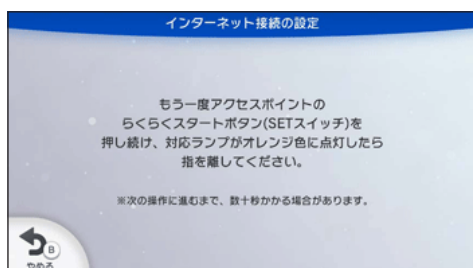 インターネット接続の設定
もう一度アクセスポイントの
らくらくスタートボタン(SETスイッチ)を
押し続け、対応ランプがオレンジ色に点灯したら
指を離してください。
※次の操作に進むまで、数十秒かかる場合があります。
B
やめる